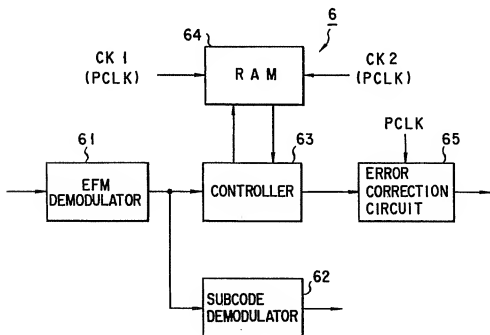 6
64
CK 1
(PCLK)
RAM
CK 2
(PCLK)
61
63
PCLK
65
EFM
DEMODULATOR
CONTROLLER
ERROR
CORRECTION
CIRCUIT
62
SUBCODE
DEMODULATOR